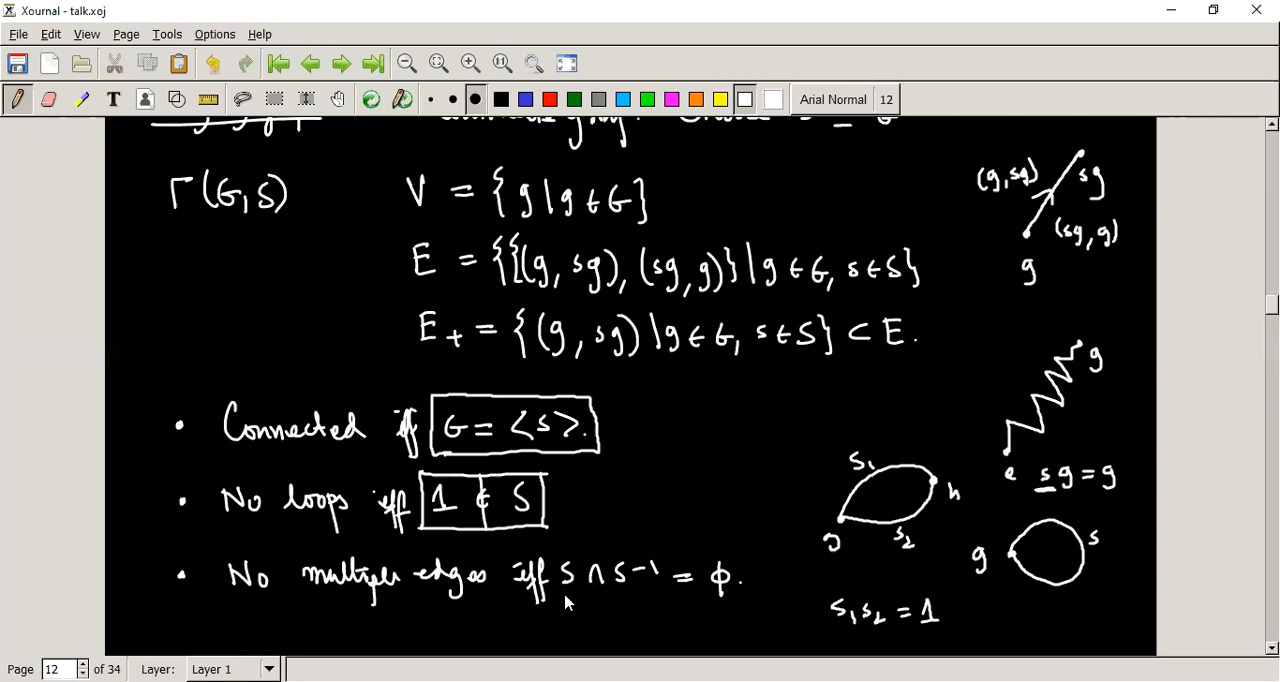 Xournal - talk.xoj
File Edit View Page Tools Options Help
Arial Normal 12
Γ(G,S) V = {g | g ∈ G}
E = {{(g, sg), (sg, g)} | g ∈ G, s ∈ S}
E+ = {(g, sg) | g ∈ G, s ∈ S} ⊂ E.
(g, sg) sg
(sg, g)
g
• Connected if G = <S>.
g
e sg = g
• No loops iff 1 ∉ S
s₁ h
g s₂
g s
• No multiple edges iff S ∩ S⁻¹ = ϕ.
s₁s₂ = 1
Page 12 of 34 Layer: Layer 1